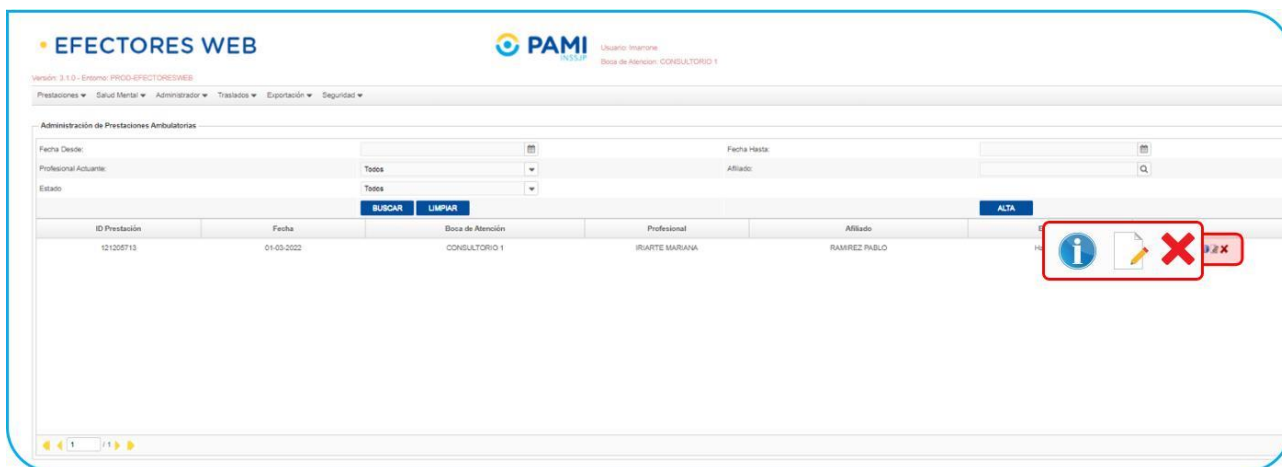 EFECTORES WEB
PAMI
INSSJP
Boca de Atencion: CONSULTORIO 1
Versión: 3.1.0 - Entorno: PROD-EFECTORESWEB
Prestaciones Salud Mental Administrador Traslados Exportación Seguridad
Administración de Prestaciones Ambulatorias
Fecha Desde: Fecha Hasta:
Profesional Actuante: Todos Afiliado:
Estado Todos
BUSCAR LIMPIAR ALTA
ID Prestación Fecha Boca de Atención Profesional Afiliado
121205713 01-03-2022 CONSULTORIO 1 IRIARTE MARIANA RAMIREZ PABLO
1 / 1